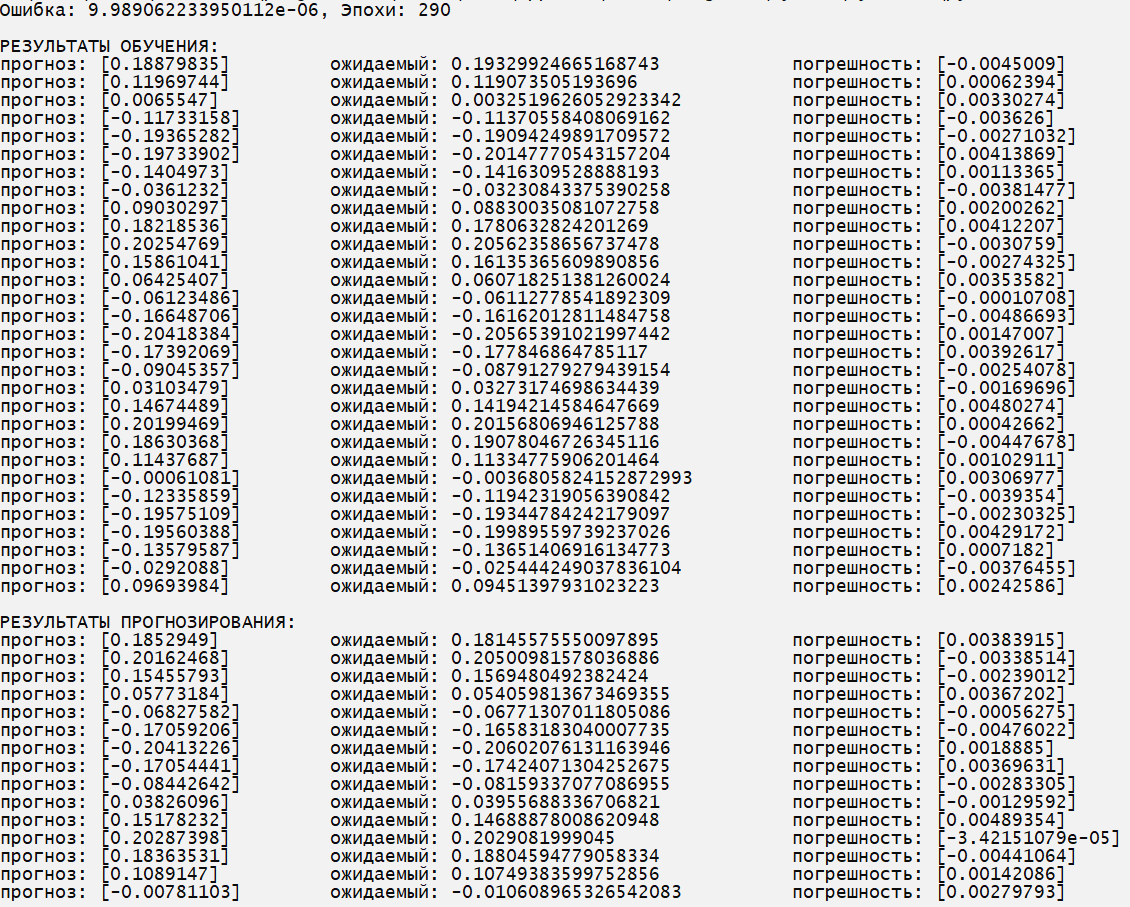 Ошибка: 9.989062233950112e-06, Эпохи: 290
РЕЗУЛЬТАТЫ ОБУЧЕНИЯ:
прогноз: [0.18879835] ожидаемый: 0.19329924665168743 погрешность: [-0.0045009]
прогноз: [0.11969744] ожидаемый: 0.119073505193696 погрешность: [0.00062394]
прогноз: [0.0065547] ожидаемый: 0.0032519626052923342 погрешность: [0.00330274]
прогноз: [-0.11733158] ожидаемый: -0.11370558408069162 погрешность: [-0.003626]
прогноз: [-0.19365282] ожидаемый: -0.19094249891709572 погрешность: [-0.00271032]
прогноз: [-0.19733902] ожидаемый: -0.20147770543157204 погрешность: [0.00413869]
прогноз: [-0.1404973] ожидаемый: -0.1416309528888193 погрешность: [0.00113365]
прогноз: [-0.0361232] ожидаемый: -0.03230843375390258 погрешность: [-0.00381477]
прогноз: [0.09030297] ожидаемый: 0.08830035081072758 погрешность: [0.00200262]
прогноз: [0.18218536] ожидаемый: 0.1780632824201269 погрешность: [0.00412207]
прогноз: [0.20254769] ожидаемый: 0.20562358656737478 погрешность: [-0.0030759]
прогноз: [0.15861041] ожидаемый: 0.16135365609890856 погрешность: [-0.00274325]
прогноз: [0.06425407] ожидаемый: 0.060718251381260024 погрешность: [0.00353582]
прогноз: [-0.06123486] ожидаемый: -0.06112778541892309 погрешность: [-0.00010708]
прогноз: [-0.16648706] ожидаемый: -0.16162012811484758 погрешность: [-0.00486693]
прогноз: [-0.20418384] ожидаемый: -0.20565391021997442 погрешность: [0.00147007]
прогноз: [-0.17392069] ожидаемый: -0.177846864785117 погрешность: [0.00392617]
прогноз: [-0.09045357] ожидаемый: -0.08791279279439154 погрешность: [-0.00254078]
прогноз: [0.03103479] ожидаемый: 0.03273174698634439 погрешность: [-0.00169696]
прогноз: [0.14674489] ожидаемый: 0.14194214584647669 погрешность: [0.00480274]
прогноз: [0.20199469] ожидаемый: 0.20156806946125788 погрешность: [0.00042662]
прогноз: [0.18630368] ожидаемый: 0.19078046726345116 погрешность: [-0.00447678]
прогноз: [0.11437687] ожидаемый: 0.11334775906201464 погрешность: [0.00102911]
прогноз: [-0.00061081] ожидаемый: -0.0036805824152872993 погрешность: [0.00306977]
прогноз: [-0.12335859] ожидаемый: -0.11942319056390842 погрешность: [-0.0039354]
прогноз: [-0.19575109] ожидаемый: -0.19344784242179097 погрешность: [-0.00230325]
прогноз: [-0.19560388] ожидаемый: -0.19989559739237026 погрешность: [0.00429172]
прогноз: [-0.13579587] ожидаемый: -0.13651406916134773 погрешность: [0.0007182]
прогноз: [-0.0292088] ожидаемый: -0.025444249037836104 погрешность: [-0.00376455]
прогноз: [0.09693984] ожидаемый: 0.09451397931023223 погрешность: [0.00242586]
РЕЗУЛЬТАТЫ ПРОГНОЗИРОВАНИЯ:
прогноз: [0.1852949] ожидаемый: 0.18145575550097895 погрешность: [0.00383915]
прогноз: [0.20162468] ожидаемый: 0.20500981578036886 погрешность: [-0.00338514]
прогноз: [0.15455793] ожидаемый: 0.1569480492382424 погрешность: [-0.00239012]
прогноз: [0.05773184] ожидаемый: 0.054059813673469355 погрешность: [0.00367202]
прогноз: [-0.06827582] ожидаемый: -0.06771307011805086 погрешность: [-0.00056275]
прогноз: [-0.17059206] ожидаемый: -0.16583183040007735 погрешность: [-0.00476022]
прогноз: [-0.20413226] ожидаемый: -0.20602076131163946 погрешность: [0.0018885]
прогноз: [-0.17054441] ожидаемый: -0.17424071304252675 погрешность: [0.00369631]
прогноз: [-0.08442642] ожидаемый: -0.08159337077086955 погрешность: [-0.00283305]
прогноз: [0.03826096] ожидаемый: 0.03955688336706821 погрешность: [-0.00129592]
прогноз: [0.15178232] ожидаемый: 0.14688878008620948 погрешность: [0.00489354]
прогноз: [0.20287398] ожидаемый: 0.2029081999045 погрешность: [-3.42151079e-05]
прогноз: [0.18363531] ожидаемый: 0.18804594779058334 погрешность: [-0.00441064]
прогноз: [0.1089147] ожидаемый: 0.10749383599752856 погрешность: [0.00142086]
прогноз: [-0.00781103] ожидаемый: -0.010608965326542083 погрешность: [0.00279793]